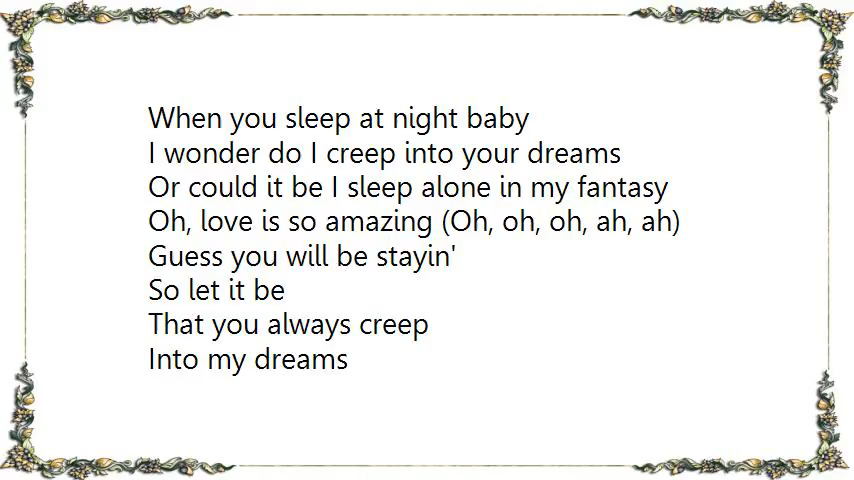 When you sleep at night baby
I wonder do I creep into your dreams
Or could it be I sleep alone in my fantasy
Oh, love is so amazing (Oh, oh, oh, ah, ah)
Guess you will be stayin'
So let it be
That you always creep
Into my dreams